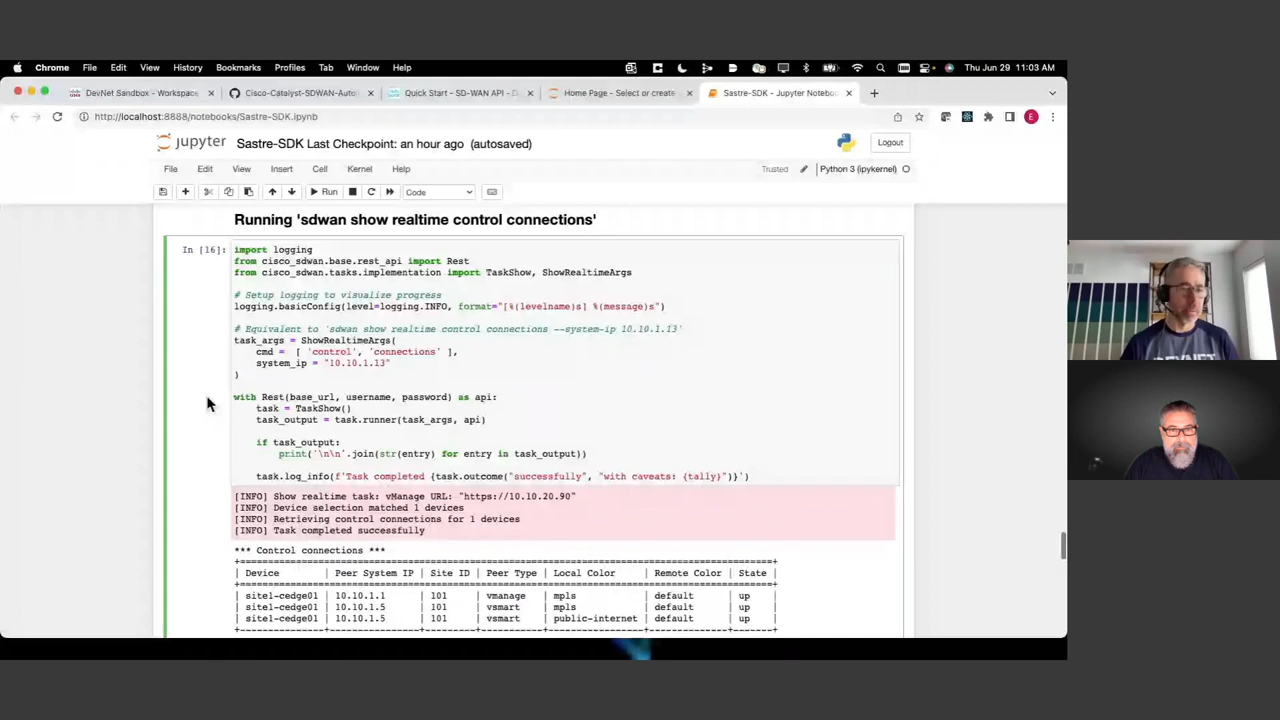 Chrome File Edit View History Bookmarks Profiles Tab Window Help Thu Jun 29 11:03 AM
DevNet Sandbox - Workspace Cisco-Catalyst-SDWAN-Auto Quick Start - SD-WAN API - D Home Page - Select or create Sastre-SDK - Jupyter Notebook
http://localhost:8888/notebooks/Sastre-SDK.ipynb E
jupyter Sastre-SDK Last Checkpoint: an hour ago (autosaved) Logout
File Edit View Insert Cell Kernel Help Trusted Python 3 (ipykernel)
Run Code
Running 'sdwan show realtime control connections'
In [16]: import logging
from cisco_sdwan.base.rest_api import Rest
from cisco_sdwan.tasks.implementation import TaskShow, ShowRealtimeArgs
# Setup logging to visualize progress
logging.basicConfig(level=logging.INFO, format="[%(levelname)s] %(message)s")
# Equivalent to 'sdwan show realtime control connections --system-ip 10.10.1.13'
task_args = ShowRealtimeArgs(
cmd = [ 'control', 'connections' ],
system_ip = "10.10.1.13"
)
with Rest(base_url, username, password) as api:
task = TaskShow()
task_output = task.runner(task_args, api)
if task_output:
print('\n\n'.join(str(entry) for entry in task_output))
task.log_info(f'Task completed {task.outcome("successfully", "with caveats: {tally}")}')
[INFO] Show realtime task: vManage URL: "https://10.10.20.90"
[INFO] Device selection matched 1 devices
[INFO] Retrieving control connections for 1 devices
[INFO] Task completed successfully
*** Control connections ***
| Device | Peer System IP | Site ID | Peer Type | Local Color | Remote Color | State |
| site1-cedge01 | 10.10.1.1 | 101 | vmanage | mpls | default | up |
| site1-cedge01 | 10.10.1.5 | 101 | vsmart | mpls | default | up |
| site1-cedge01 | 10.10.1.5 | 101 | vsmart | public-internet | default | up |
DEVNET